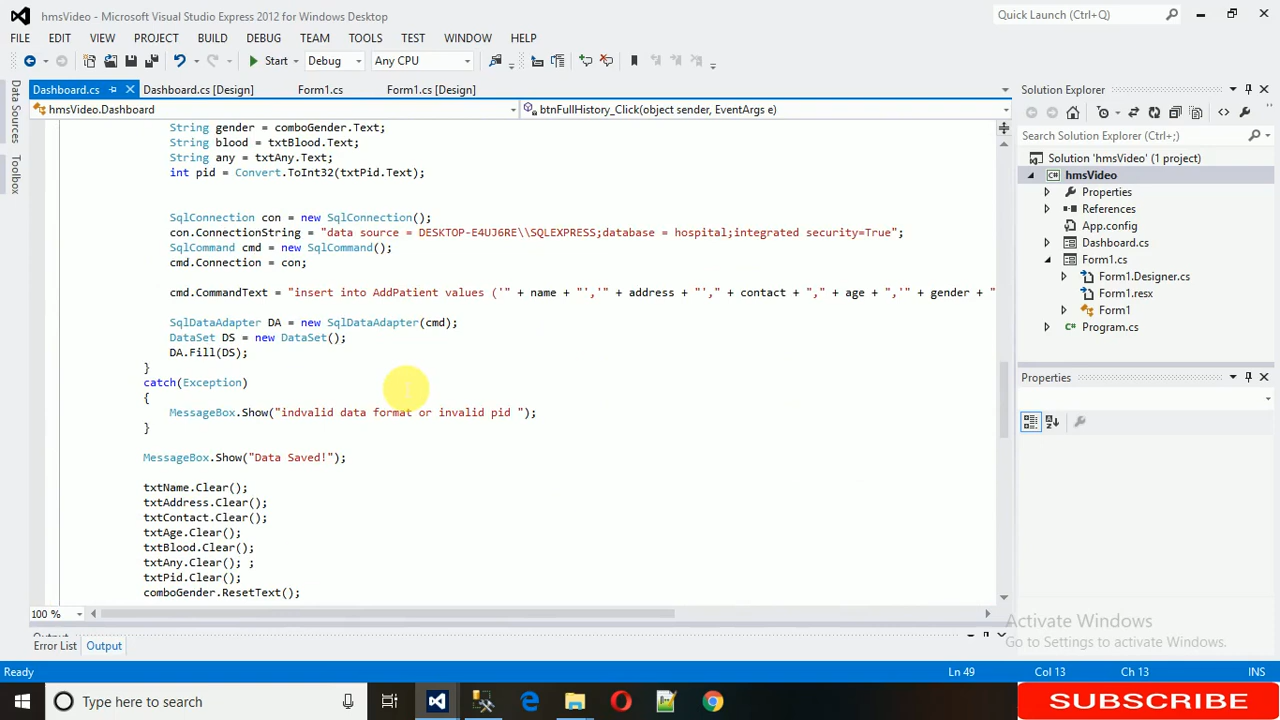 hmsVideo - Microsoft Visual Studio Express 2012 for Windows Desktop
Quick Launch (Ctrl+Q)
FILE EDIT VIEW PROJECT BUILD DEBUG TEAM TOOLS TEST WINDOW HELP
Start Debug Any CPU
Data Sources
Toolbox
Dashboard.cs Dashboard.cs [Design] Form1.cs Form1.cs [Design]
hmsVideo.Dashboard btnFullHistory_Click(object sender, EventArgs e)
String gender = comboGender.Text;
String blood = txtBlood.Text;
String any = txtAny.Text;
int pid = Convert.ToInt32(txtPid.Text);
SqlConnection con = new SqlConnection();
con.ConnectionString = "data source = DESKTOP-E4UJ6RE\\SQLEXPRESS;database = hospital;integrated security=True";
SqlCommand cmd = new SqlCommand();
cmd.Connection = con;
cmd.CommandText = "insert into AddPatient values ('" + name + "','" + address + "'," + contact + "," + age + ",'" + gender + "
SqlDataAdapter DA = new SqlDataAdapter(cmd);
DataSet DS = new DataSet();
DA.Fill(DS);
}
catch(Exception)
{
MessageBox.Show("indvalid data format or invalid pid ");
}
MessageBox.Show("Data Saved!");
txtName.Clear();
txtAddress.Clear();
txtContact.Clear();
txtAge.Clear();
txtBlood.Clear();
txtAny.Clear(); ;
txtPid.Clear();
comboGender.ResetText();
100 %
Error List Output
Solution Explorer
Search Solution Explorer (Ctrl+;)
Solution 'hmsVideo' (1 project)
hmsVideo
Properties
References
App.config
Dashboard.cs
Form1.cs
Form1.Designer.cs
Form1.resx
Form1
Program.cs
Properties
Activate Windows
Go to Settings to activate Windows.
Ready Ln 49 Col 13 Ch 13 INS
Type here to search
SUBSCRIBE